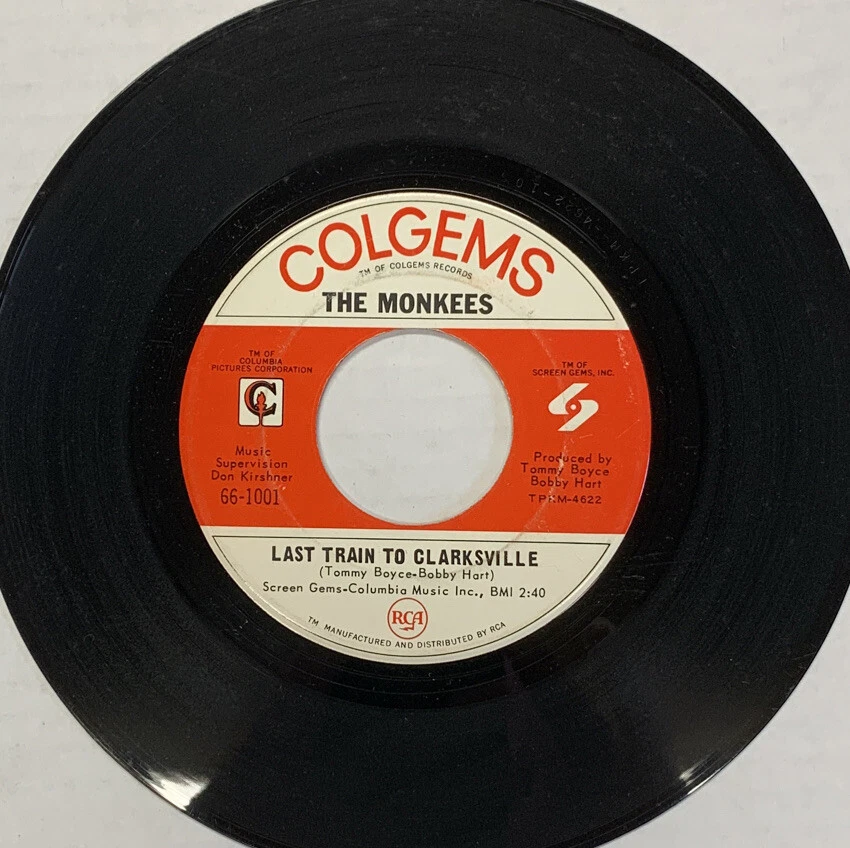 COLGEMS
TM OF COLGEMS RECORDS
THE MONKEES
TM OF
COLUMBIA
PICTURES CORPORATION
C
Music
Supervision
Don Kirshner
66-1001
TM OF
SCREEN GEMS, INC.
Produced by
Tommy Boyce
Bobby Hart
TPKM-4622
LAST TRAIN TO CLARKSVILLE
(Tommy Boyce-Bobby Hart)
Screen Gems-Columbia Music Inc., BMI 2:40
RCA
TM MANUFACTURED AND DISTRIBUTED BY RCA